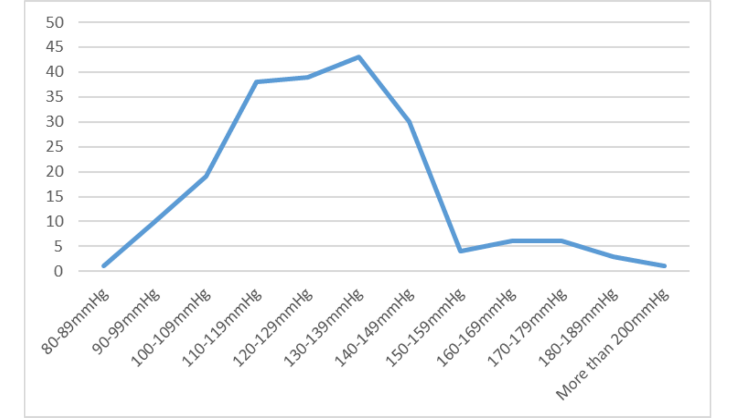 50
45
40
35
30
25
20
15
10
5
0
80-89mmHg
90-99mmHg
100-109mmHg
110-119mmHg
120-129mmHg
130-139mmHg
140-149mmHg
150-159mmHg
160-169mmHg
170-179mmHg
180-189mmHg
More than 200mmHg